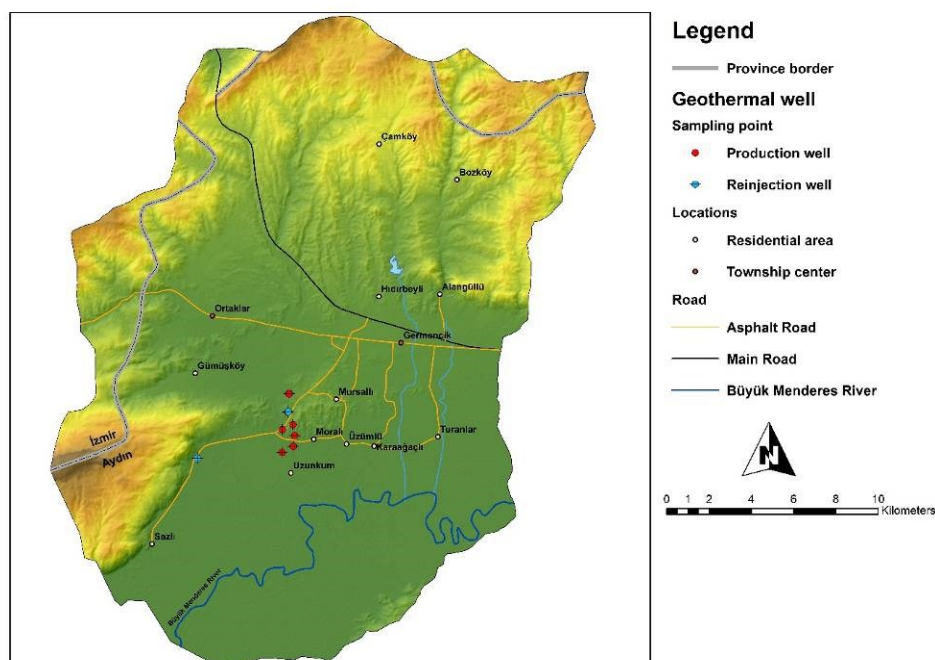 Çamköy
Bozköy
Hıdırbeyli
Alangüllü
Ortaklar
Germencik
Gümüşköy
Mursallı
İzmir
Aydın
Moralı
Üzümlü
Karaağaçlı
Turanlar
Uzunkum
Sazlı
Büyük Menderes River
Legend
Province border
Geothermal well
Sampling point
Production well
Reinjection well
Locations
Residential area
Township center
Road
Asphalt Road
Main Road
Büyük Menderes River
N
0 1 2 4 6 8 10
Kilometers